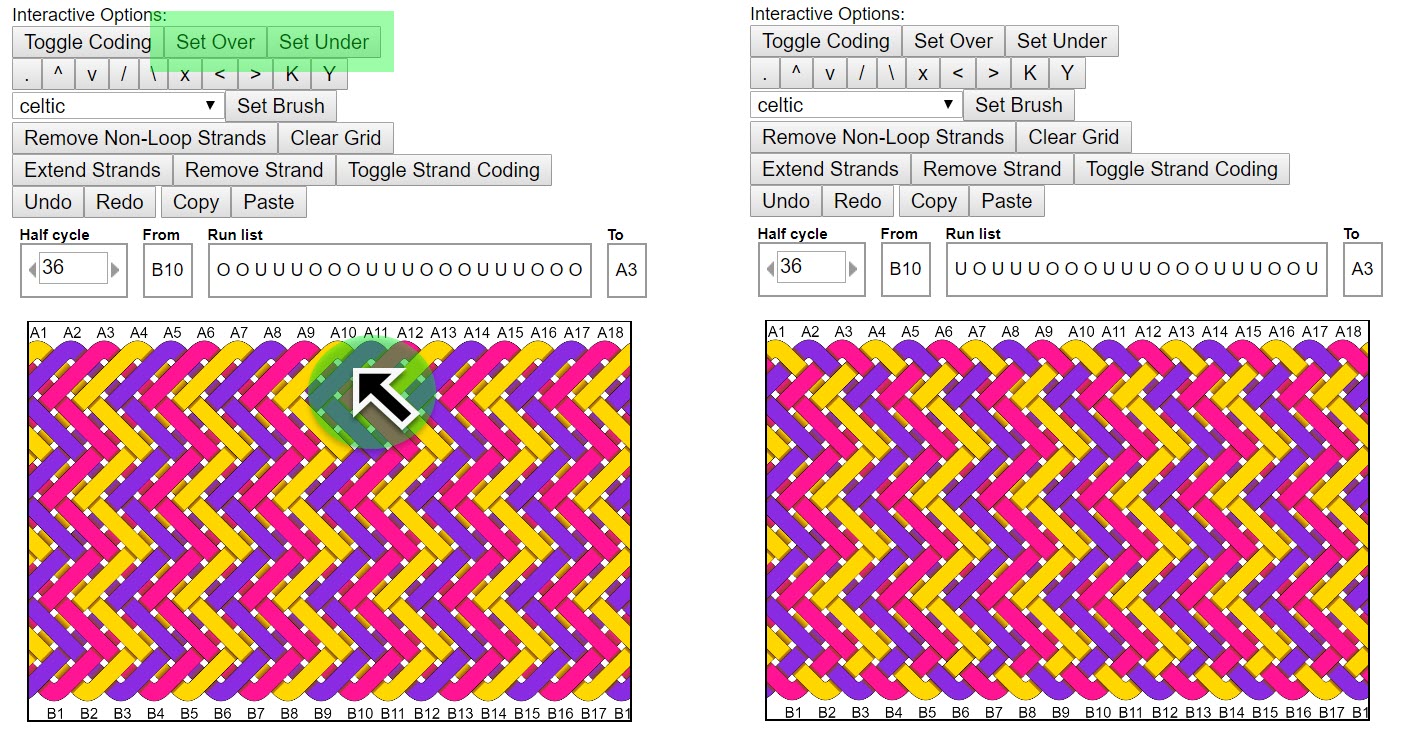 Interactive Options:
Toggle Coding Set Over Set Under
. ^ v / \ x < > K Y
celtic Set Brush
Remove Non-Loop Strands Clear Grid
Extend Strands Remove Strand Toggle Strand Coding
Undo Redo Copy Paste
Half cycle From Run list To
36 B10 O O U U U O O O U U U O O O U U U O O O A3
A1 A2 A3 A4 A5 A6 A7 A8 A9 A10 A11 A12 A13 A14 A15 A16 A17 A18
B1 B2 B3 B4 B5 B6 B7 B8 B9 B10 B11 B12 B13 B14 B15 B16 B17 B1
Interactive Options:
Toggle Coding Set Over Set Under
. ^ v / \ x < > K Y
celtic Set Brush
Remove Non-Loop Strands Clear Grid
Extend Strands Remove Strand Toggle Strand Coding
Undo Redo Copy Paste
Half cycle From Run list To
36 B10 U O U U U O O O U U U O O O U U U O O U A3
A1 A2 A3 A4 A5 A6 A7 A8 A9 A10 A11 A12 A13 A14 A15 A16 A17 A18
B1 B2 B3 B4 B5 B6 B7 B8 B9 B10 B11 B12 B13 B14 B15 B16 B17 B1